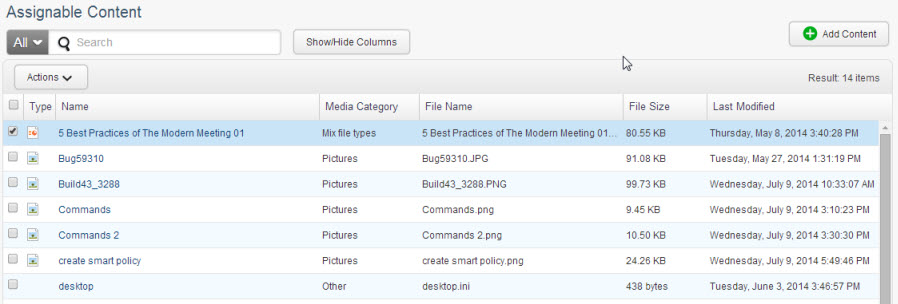 Assignable Content
All Search Show/Hide Columns Add Content
Actions Result: 14 items
Type Name Media Category File Name File Size Last Modified
5 Best Practices of The Modern Meeting 01 Mix file types 5 Best Practices of The Modern Meeting 01... 80.55 KB Thursday, May 8, 2014 3:40:28 PM
Bug59310 Pictures Bug59310.JPG 91.08 KB Tuesday, May 27, 2014 1:31:19 PM
Build43_3288 Pictures Build43_3288.PNG 99.73 KB Wednesday, July 9, 2014 10:33:07 AM
Commands Pictures Commands.png 9.45 KB Wednesday, July 9, 2014 3:10:23 PM
Commands 2 Pictures Commands 2.png 10.50 KB Wednesday, July 9, 2014 3:30:30 PM
create smart policy Pictures create smart policy.png 24.26 KB Wednesday, July 9, 2014 5:49:46 PM
desktop Other desktop.ini 438 bytes Tuesday, June 3, 2014 3:46:57 PM